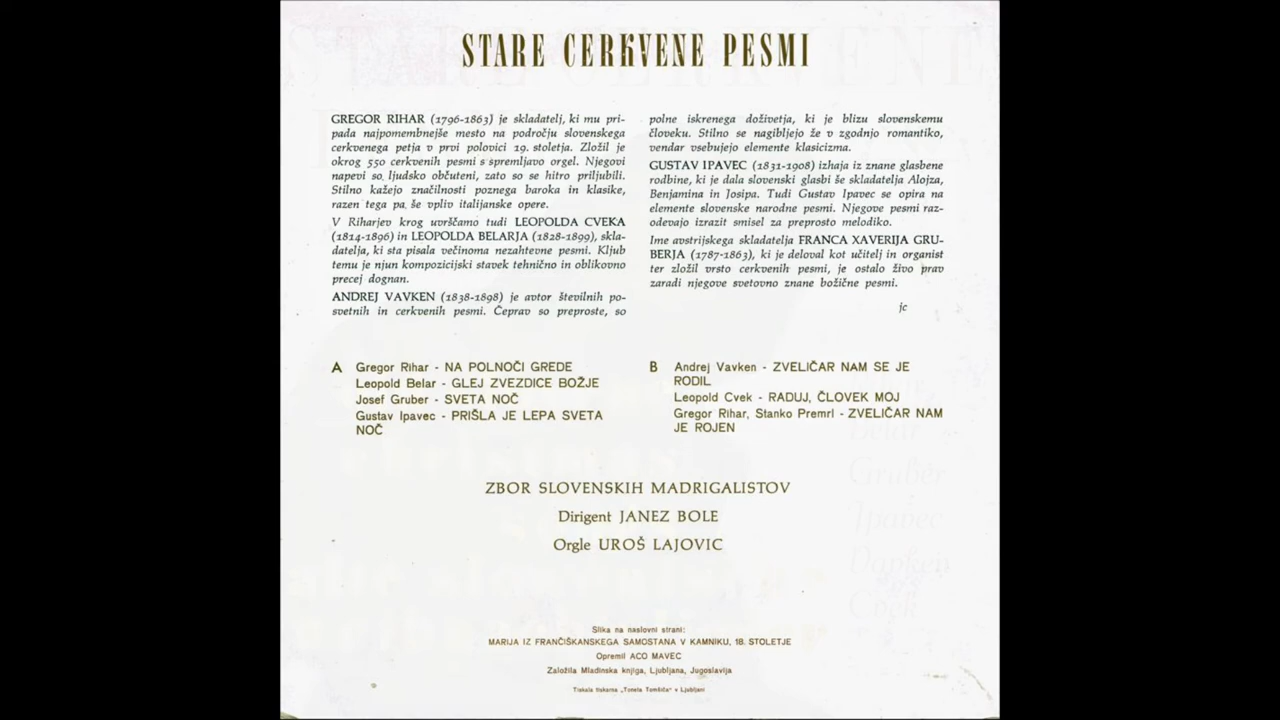 STARE CERKVENE PESMI
GREGOR RIHAR (1796-1863) je skladatelj, ki mu pri-
pada najpomembnejše mesto na področju slovenskega
cerkvenega petja v prvi polovici 19. stoletja. Zložil je
okrog 550 cerkvenih pesmi s spremljavo orgel. Njegovi
napevi so ljudsko občuteni, zato so se hitro priljubili.
Stilno kažejo značilnosti poznega baroka in klasike,
razen tega pa še vpliv italijanske opere.
V Riharjev krog uvrščamo tudi LEOPOLDA CVEKA
(1814-1896) in LEOPOLDA BELARJA (1828-1899), skla-
datelja, ki sta pisala večinoma nezahtevne pesmi. Kljub
temu je njun kompozicijski stavek tehnično in oblikovno
precej dognan.
ANDREJ VAVKEN (1838-1898) je avtor številnih po-
svetnih in cerkvenih pesmi. Čeprav so preproste, so
polne iskrenega doživetja, ki je blizu slovenskemu
človeku. Stilno se nagibljejo že v zgodnjo romantiko,
vendar vsebujejo elemente klasicizma.
GUSTAV IPAVEC (1831-1908) izhaja iz znane glasbene
rodbine, ki je dala slovenski glasbi še skladatelja Alojza,
Benjamina in Josipa. Tudi Gustav Ipavec se opira na
elemente slovenske narodne pesmi. Njegove pesmi raz-
odevajo izrazit smisel za preprosto melodiko.
Ime avstrijskega skladatelja FRANCA XAVERIJA GRU-
BERJA (1787-1863), ki je deloval kot učitelj in organist
ter zložil vrsto cerkvenih pesmi, je ostalo živo prav
zaradi njegove svetovno znane božične pesmi.
jc
A Gregor Rihar - NA POLNOČI GREDE
Leopold Belar - GLEJ ZVEZDICE BOŽJE
Josef Gruber - SVETA NOČ
Gustav Ipavec - PRIŠLA JE LEPA SVETA
NOČ
B Andrej Vavken - ZVELIČAR NAM SE JE
RODIL
Leopold Cvek - RADUJ, ČLOVEK MOJ
Gregor Rihar, Stanko Premrl - ZVELIČAR NAM
JE ROJEN
ZBOR SLOVENSKIH MADRIGALISTOV
Dirigent JANEZ BOLE
Orgle UROŠ LAJOVIC
Slika na naslovni strani:
MARIJA IZ FRANČIŠKANSKEGA SAMOSTANA V KAMNIKU, 18. STOLETJE
Opremil ACO MAVEC
Založila Mladinska knjiga, Ljubljana, Jugoslavija
Tiskala tiskarna „Toneta Tomšiča" v Ljubljani